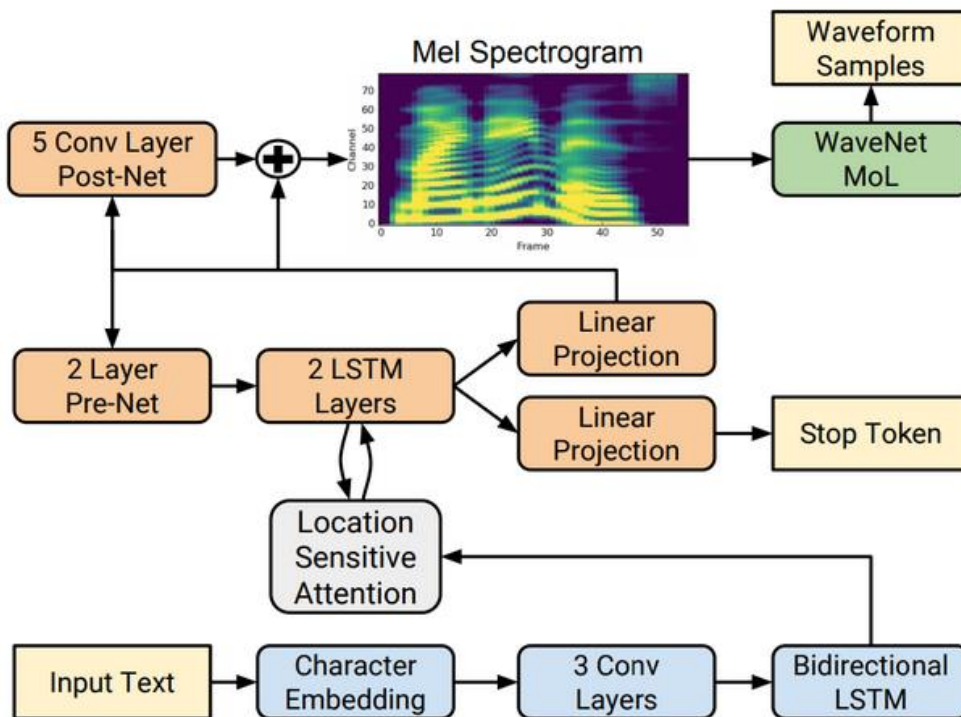 Waveform
Samples
Mel Spectrogram
5 Conv Layer
Post-Net
WaveNet
MoL
Channel
70
60
50
40
30
20
10
0
0
10
20
30
40
50
Frame
Linear
Projection
2 Layer
Pre-Net
2 LSTM
Layers
Linear
Projection
Stop Token
Location
Sensitive
Attention
Input Text
Character
Embedding
3 Conv
Layers
Bidirectional
LSTM